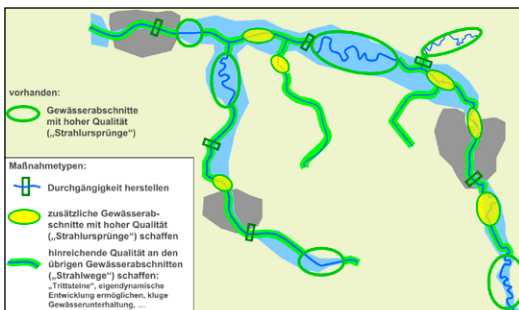 vorhanden:
Gewässerabschnitte
mit hoher Qualität
(„Strahlursprünge“)
Maßnahmetypen:
Durchgängigkeit herstellen
zusätzliche Gewässerab-
schnitte mit hoher Qualität
(„Strahlursprünge“) schaffen
hinreichende Qualität an den
übrigen Gewässerabschnitten
(„Strahlwege“) schaffen:
„Trittsteine“, eigendynamische
Entwicklung ermöglichen, kluge
Gewässerunterhaltung, ...